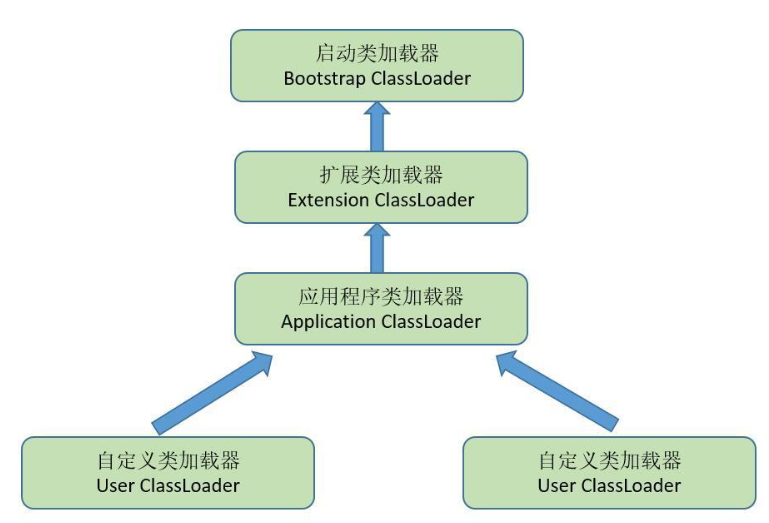 启动类加载器
Bootstrap ClassLoader
扩展类加载器
Extension ClassLoader
应用程序类加载器
Application ClassLoader
自定义类加载器
User ClassLoader
自定义类加载器
User ClassLoader